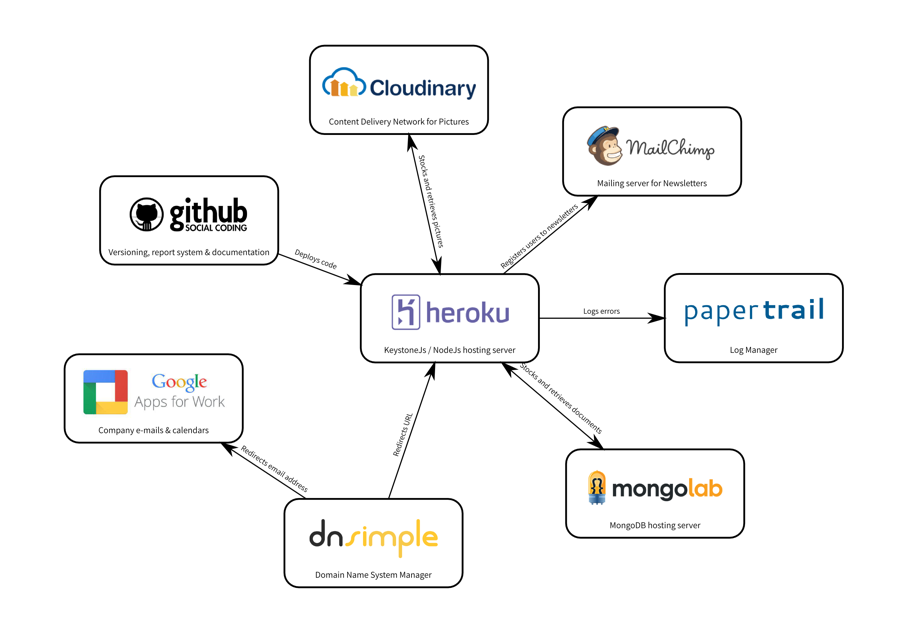 Cloudinary
Content Delivery Network for Pictures
MailChimp
Mailing server for Newsletters
github
SOCIAL CODING
Versioning, report system & documentation
Stocks and retrieves pictures
Registers users to newsletters
Deploys code
heroku
KeystoneJs / NodeJs hosting server
Logs errors
papertrail
Log Manager
Google
Apps for Work
Company e-mails & calendars
Redirects URL
Stocks and retrieves documents
Redirects email address
mongolab
MongoDB hosting server
dnsimple
Domain Name System Manager